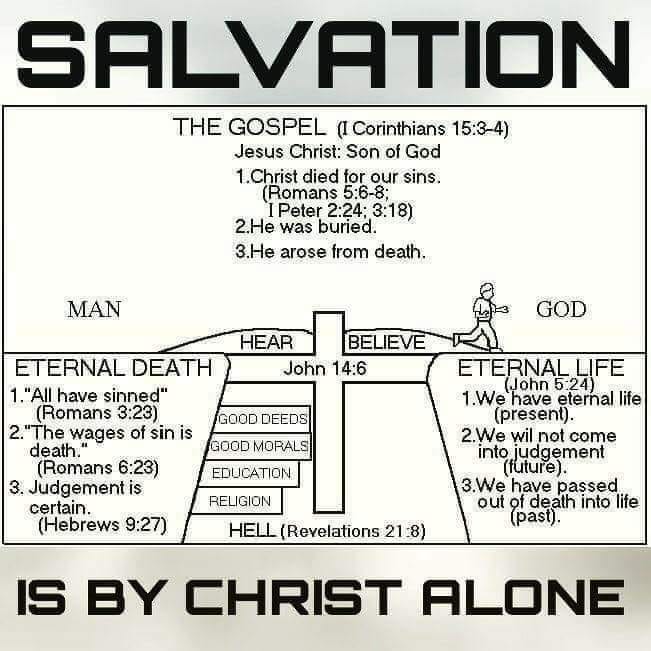 SALVATION
THE GOSPEL (I Corinthians 15:3-4)
Jesus Christ: Son of God
1.Christ died for our sins.
(Romans 5:6-8;
I Peter 2:24; 3:18)
2.He was buried.
3.He arose from death.
MAN
GOD
HEAR
BELIEVE
John 14:6
ETERNAL DEATH
1."All have sinned"
(Romans 3:23)
2."The wages of sin is
death."
(Romans 6:23)
3. Judgement is
certain.
(Hebrews 9:27)
GOOD DEEDS
GOOD MORALS
EDUCATION
RELIGION
HELL (Revelations 21:8)
ETERNAL LIFE
(John 5:24)
1.We have eternal life
(present).
2.We wil not come
into judgement
(future).
3.We have passed
out of death into life
(past).
IS BY CHRIST ALONE